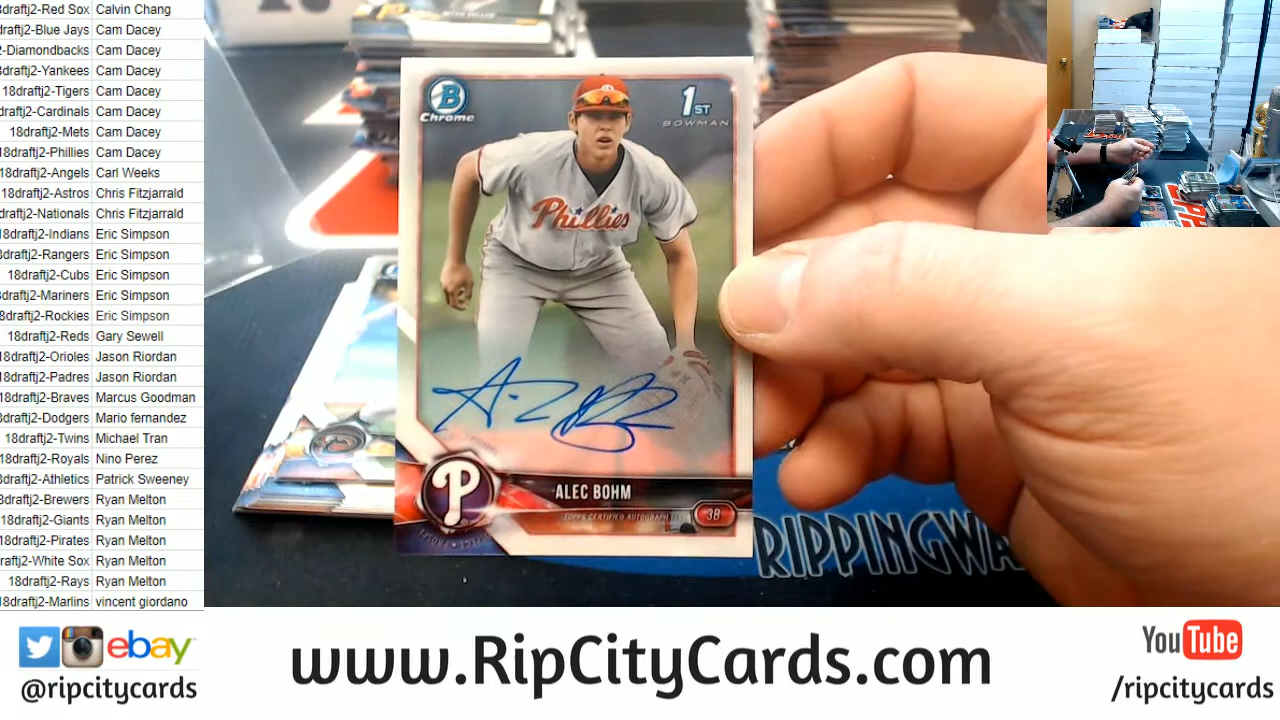 3draftj2-Red Sox Calvin Chang
draftj2-Blue Jays Cam Dacey
2-Diamondbacks Cam Dacey
8draftj2-Yankees Cam Dacey
18draftj2-Tigers Cam Dacey
draftj2-Cardinals Cam Dacey
18draftj2-Mets Cam Dacey
8draftj2-Phillies Cam Dacey
18draftj2-Angels Carl Weeks
18draftj2-Astros Chris Fitzjarrald
draftj2-Nationals Chris Fitzjarrald
8draftj2-Indians Eric Simpson
8draftj2-Rangers Eric Simpson
18draftj2-Cubs Eric Simpson
8draftj2-Mariners Eric Simpson
8draftj2-Rockies Eric Simpson
18draftj2-Reds Gary Sewell
18draftj2-Orioles Jason Riordan
18draftj2-Padres Jason Riordan
18draftj2-Braves Marcus Goodman
8draftj2-Dodgers Mario fernandez
18draftj2-Twins Michael Tran
18draftj2-Royals Nino Perez
8draftj2-Athletics Patrick Sweeney
8draftj2-Brewers Ryan Melton
18draftj2-Giants Ryan Melton
18draftj2-Pirates Ryan Melton
raftj2-White Sox Ryan Melton
18draftj2-Rays Ryan Melton
18draftj2-Marlins vincent giordano
B
Chrome
1ST
BOWMAN
Phillies
P
ALEC BOHM
TOPPS CERTIFIED AUTOGRAPH
3B
RIPPINGWA
ebay
@ripcitycards
www.RipCityCards.com
YouTube
/ripcitycards